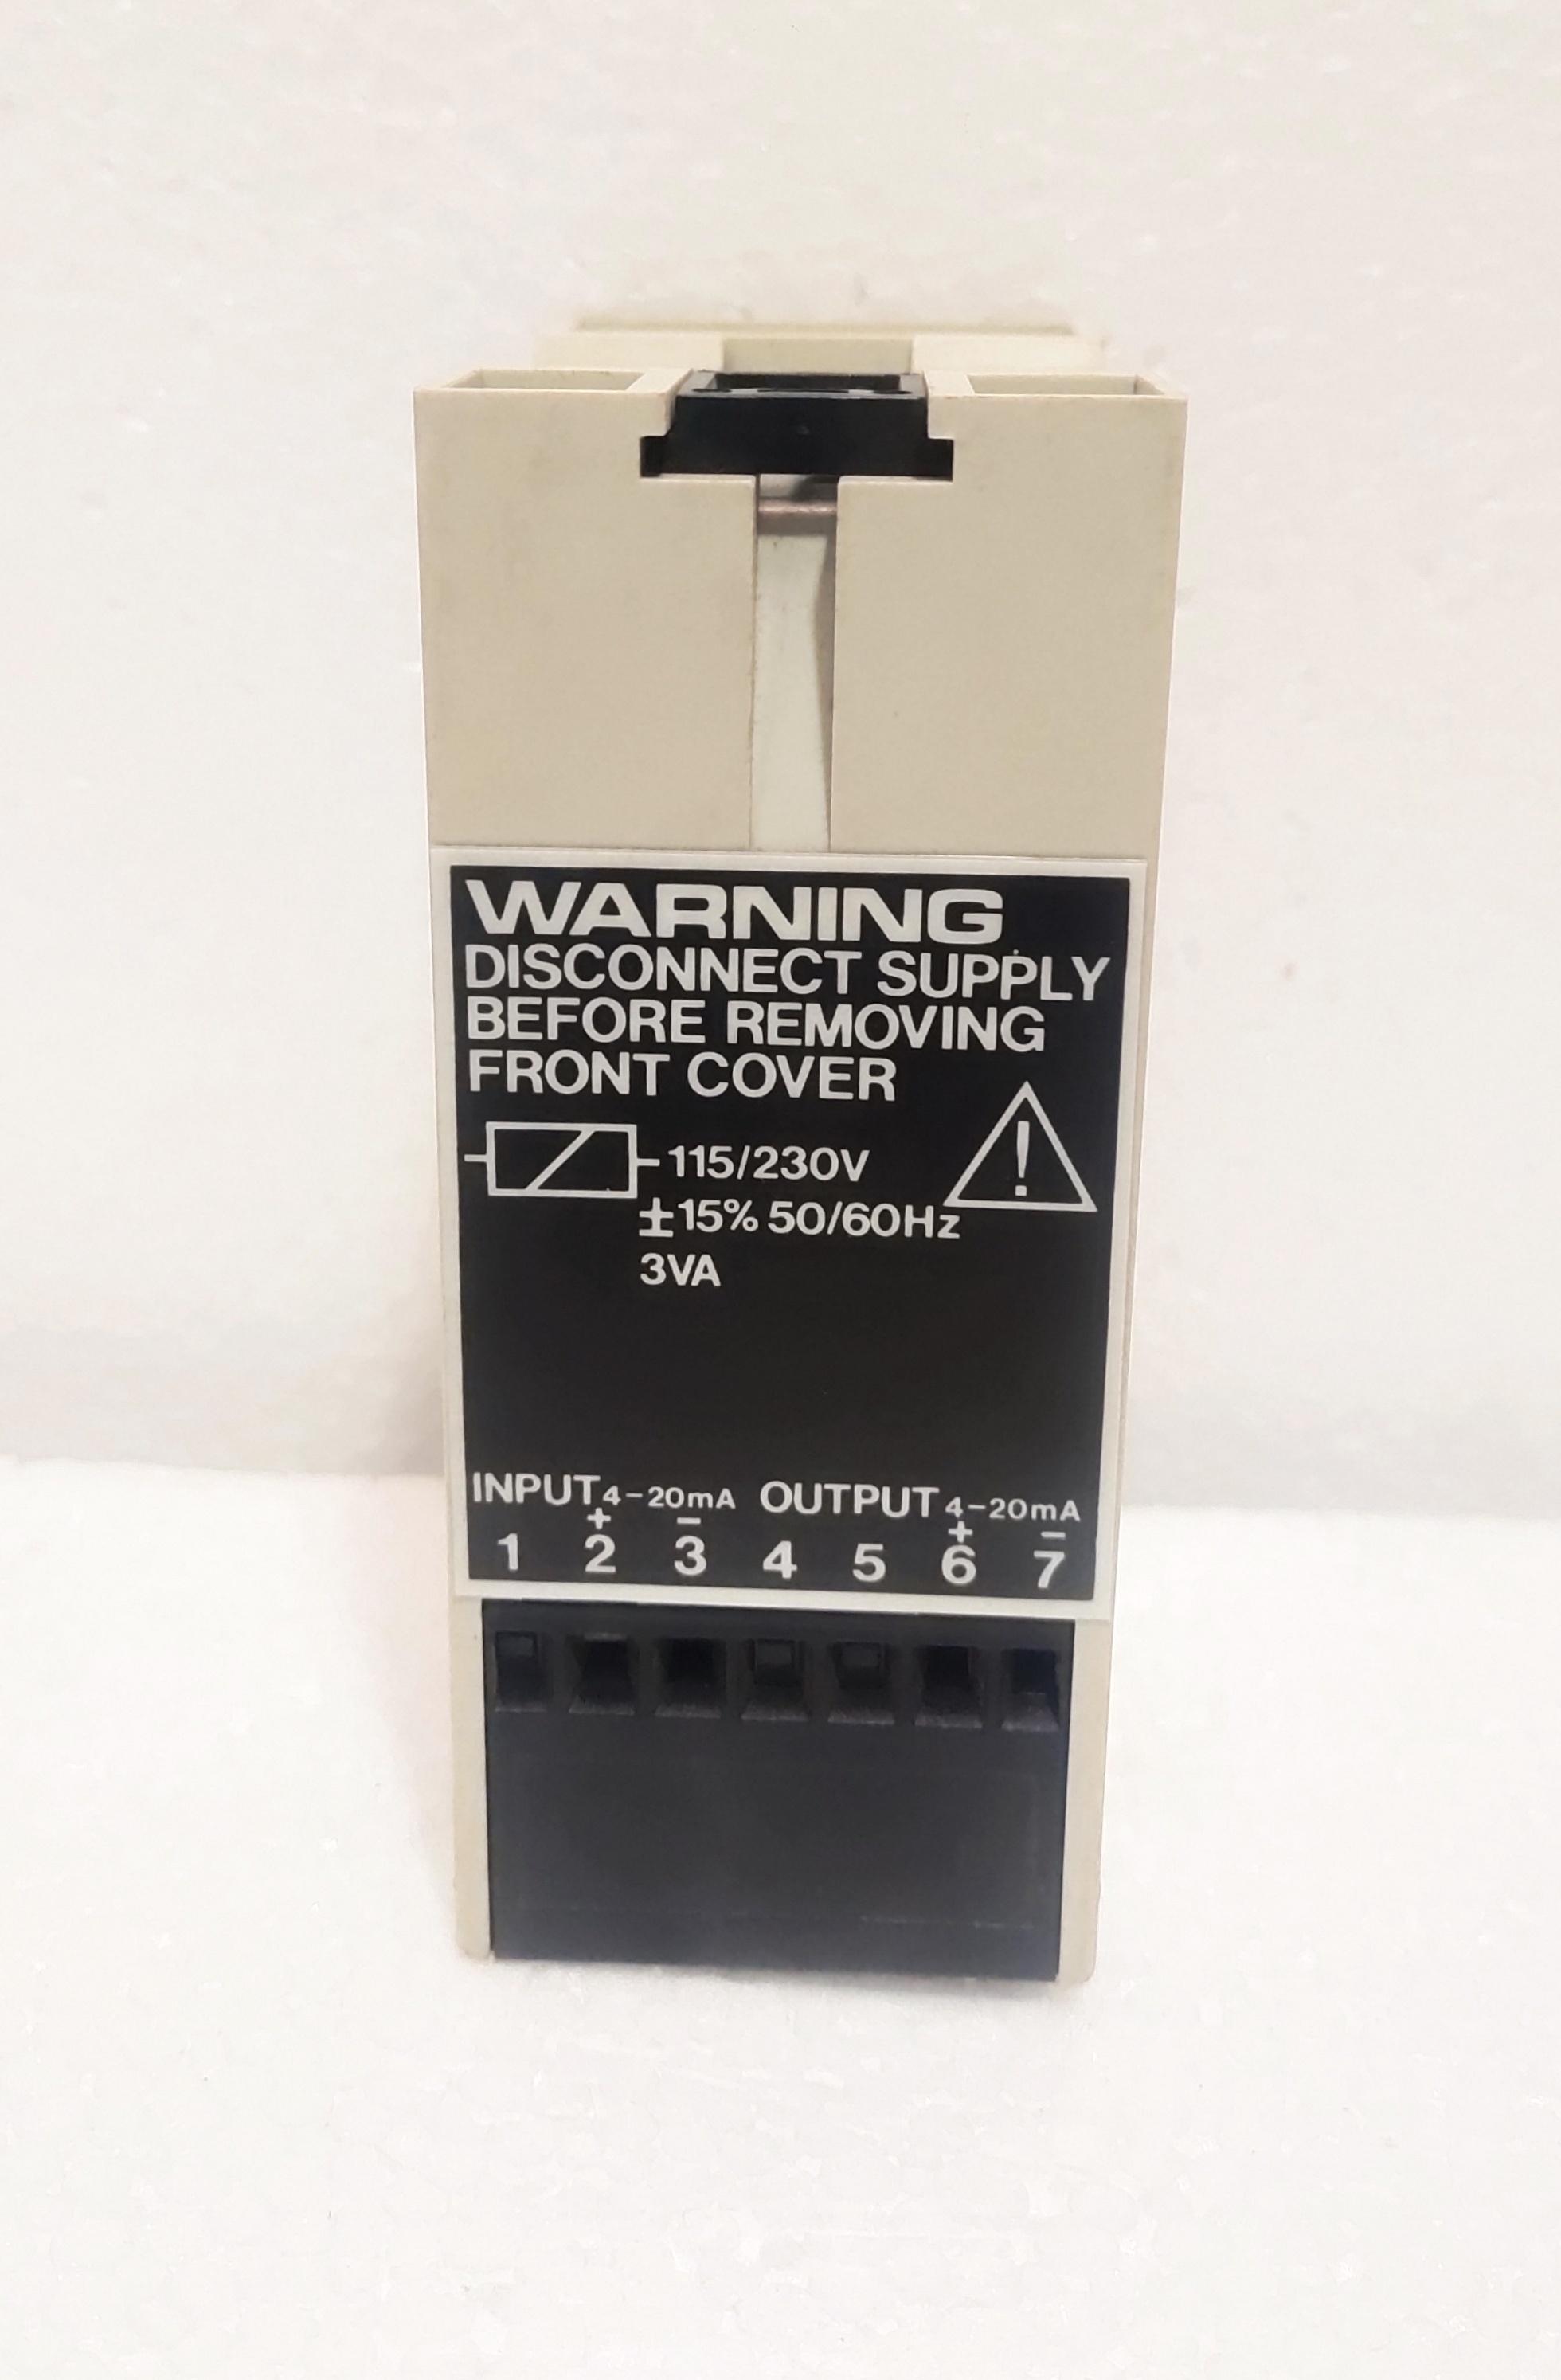 WARNING
DISCONNECT SUPPLY
BEFORE REMOVING
FRONT COVER
115/230V
!
±15% 50/60Hz
3VA
INPUT 4-20mA OUTPUT 4-20mA
+ - + -
1 2 3 4 5 6 7